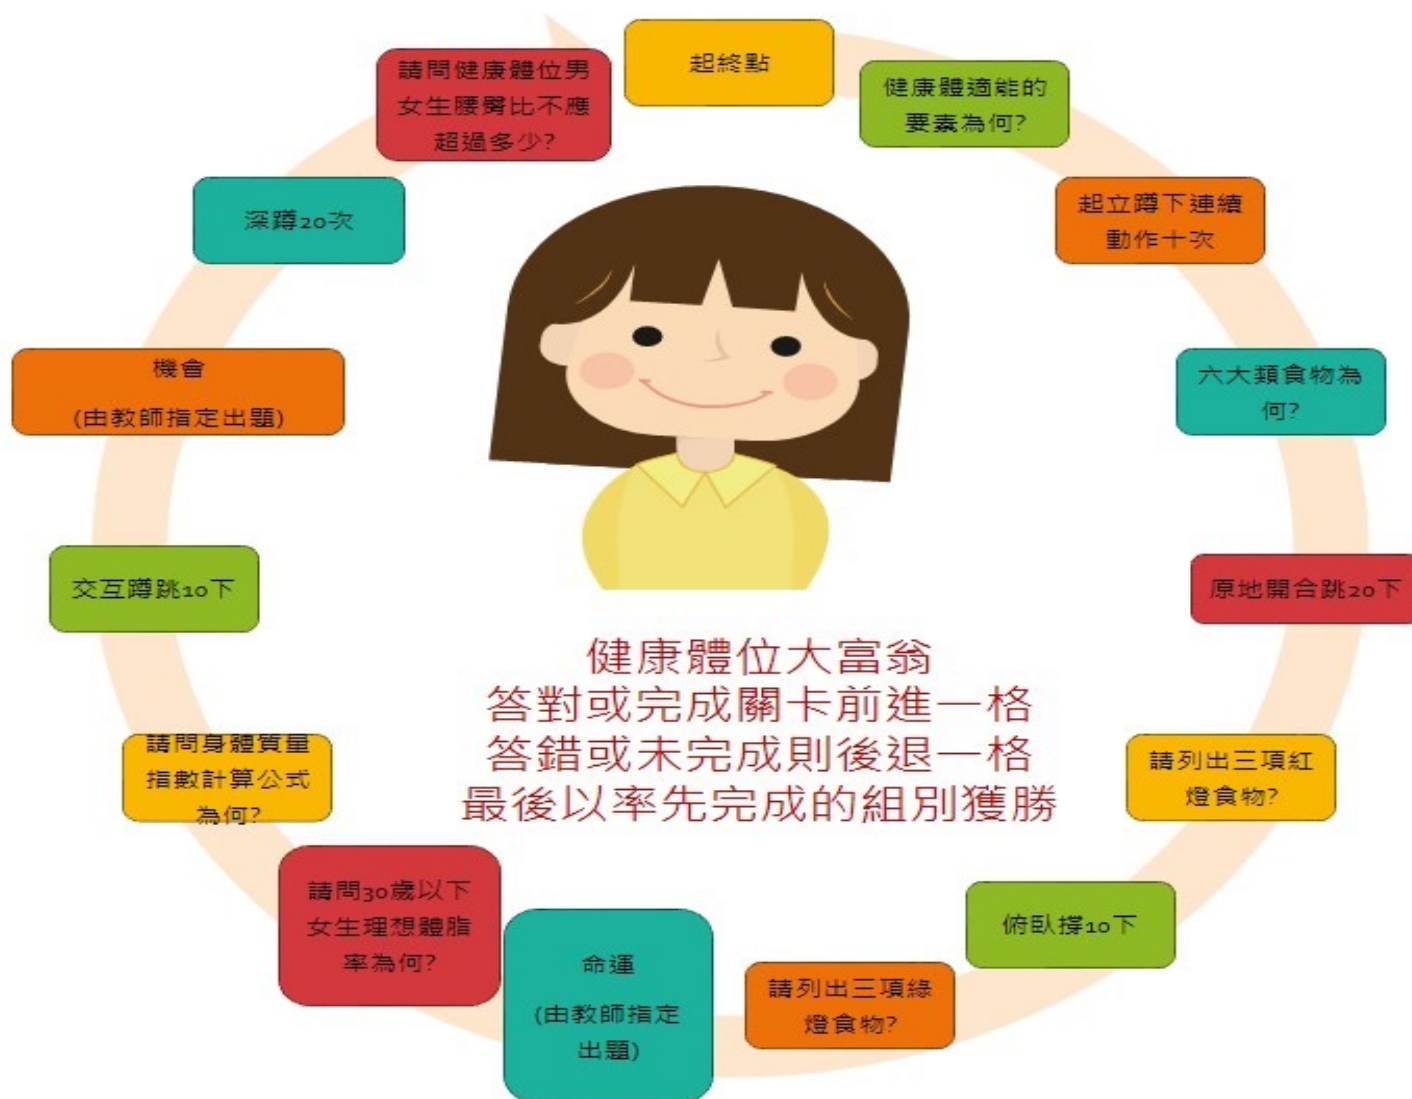 起終點
健康體適能的
要素為何?
起立蹲下連續
動作十次
六大類食物為
何?
原地開合跳20下
請列出三項紅
燈食物?
俯臥撐10下
請列出三項綠
燈食物?
命運
(由教師指定
出題)
請問30歲以下
女生理想體脂
率為何?
請問身體質量
指數計算公式
為何?
交互蹲跳10下
機會
(由教師指定出題)
深蹲20次
請問健康體位男
女生腰臀比不應
超過多少?
健康體位大富翁
答對或完成關卡前進一格
答錯或未完成則後退一格
最後以率先完成的組別獲勝